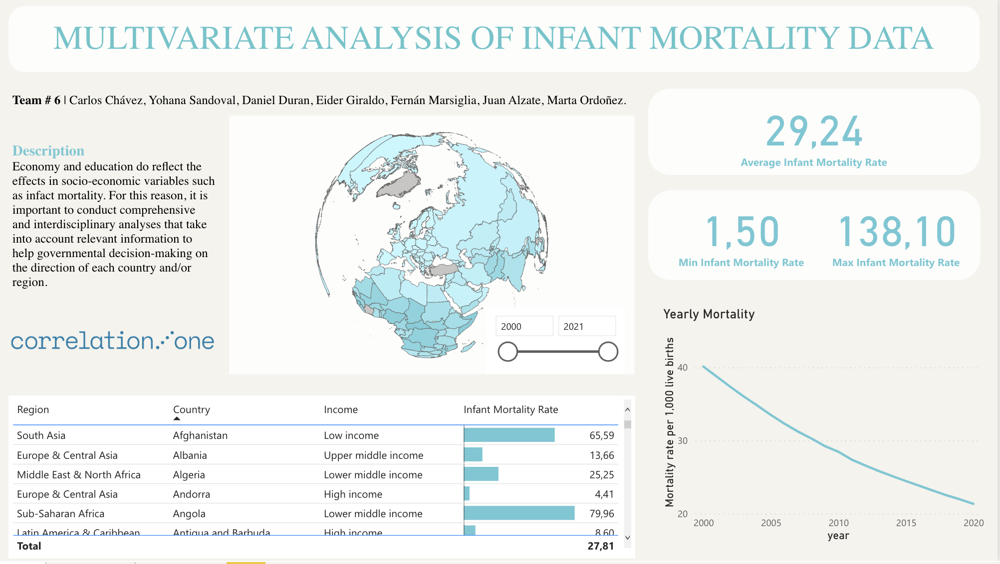 MULTIVARIATE ANALYSIS OF INFANT MORTALITY DATA
Team # 6 | Carlos Chávez, Yohana Sandoval, Daniel Duran, Eider Giraldo, Fernán Marsiglia, Juan Alzate, Marta Ordoñez.
Description
Economy and education do reflect the
effects in socio-economic variables such
as infact mortality. For this reason, it is
important to conduct comprehensive
and interdisciplinary analyses that take
into account relevant information to
help governmental decision-making on
the direction of each country and/or
region.
correlation one
2000 2021
29,24
Average Infant Mortality Rate
1,50 138,10
Min Infant Mortality Rate Max Infant Mortality Rate
Region Country Income Infant Mortality Rate
South Asia Afghanistan Low income 65,59
Europe & Central Asia Albania Upper middle income 13,66
Middle East & North Africa Algeria Lower middle income 25,25
Europe & Central Asia Andorra High income 4,41
Sub-Saharan Africa Angola Lower middle income 79,96
Latin America & Caribbean Antigua and Barbuda High income 8,60
Total 27,81
Yearly Mortality
Mortality rate per 1,000 live births
40
30
20
2000 2005 2010 2015 2020
year